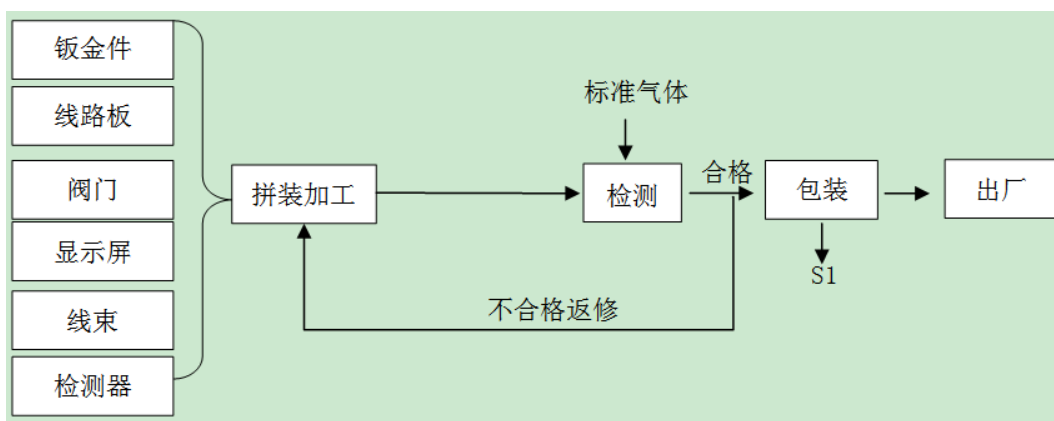 钣金件
线路板
阀门
显示屏
线束
检测器
拼装加工
标准气体
检测
合格
包装
出厂
S1
不合格返修